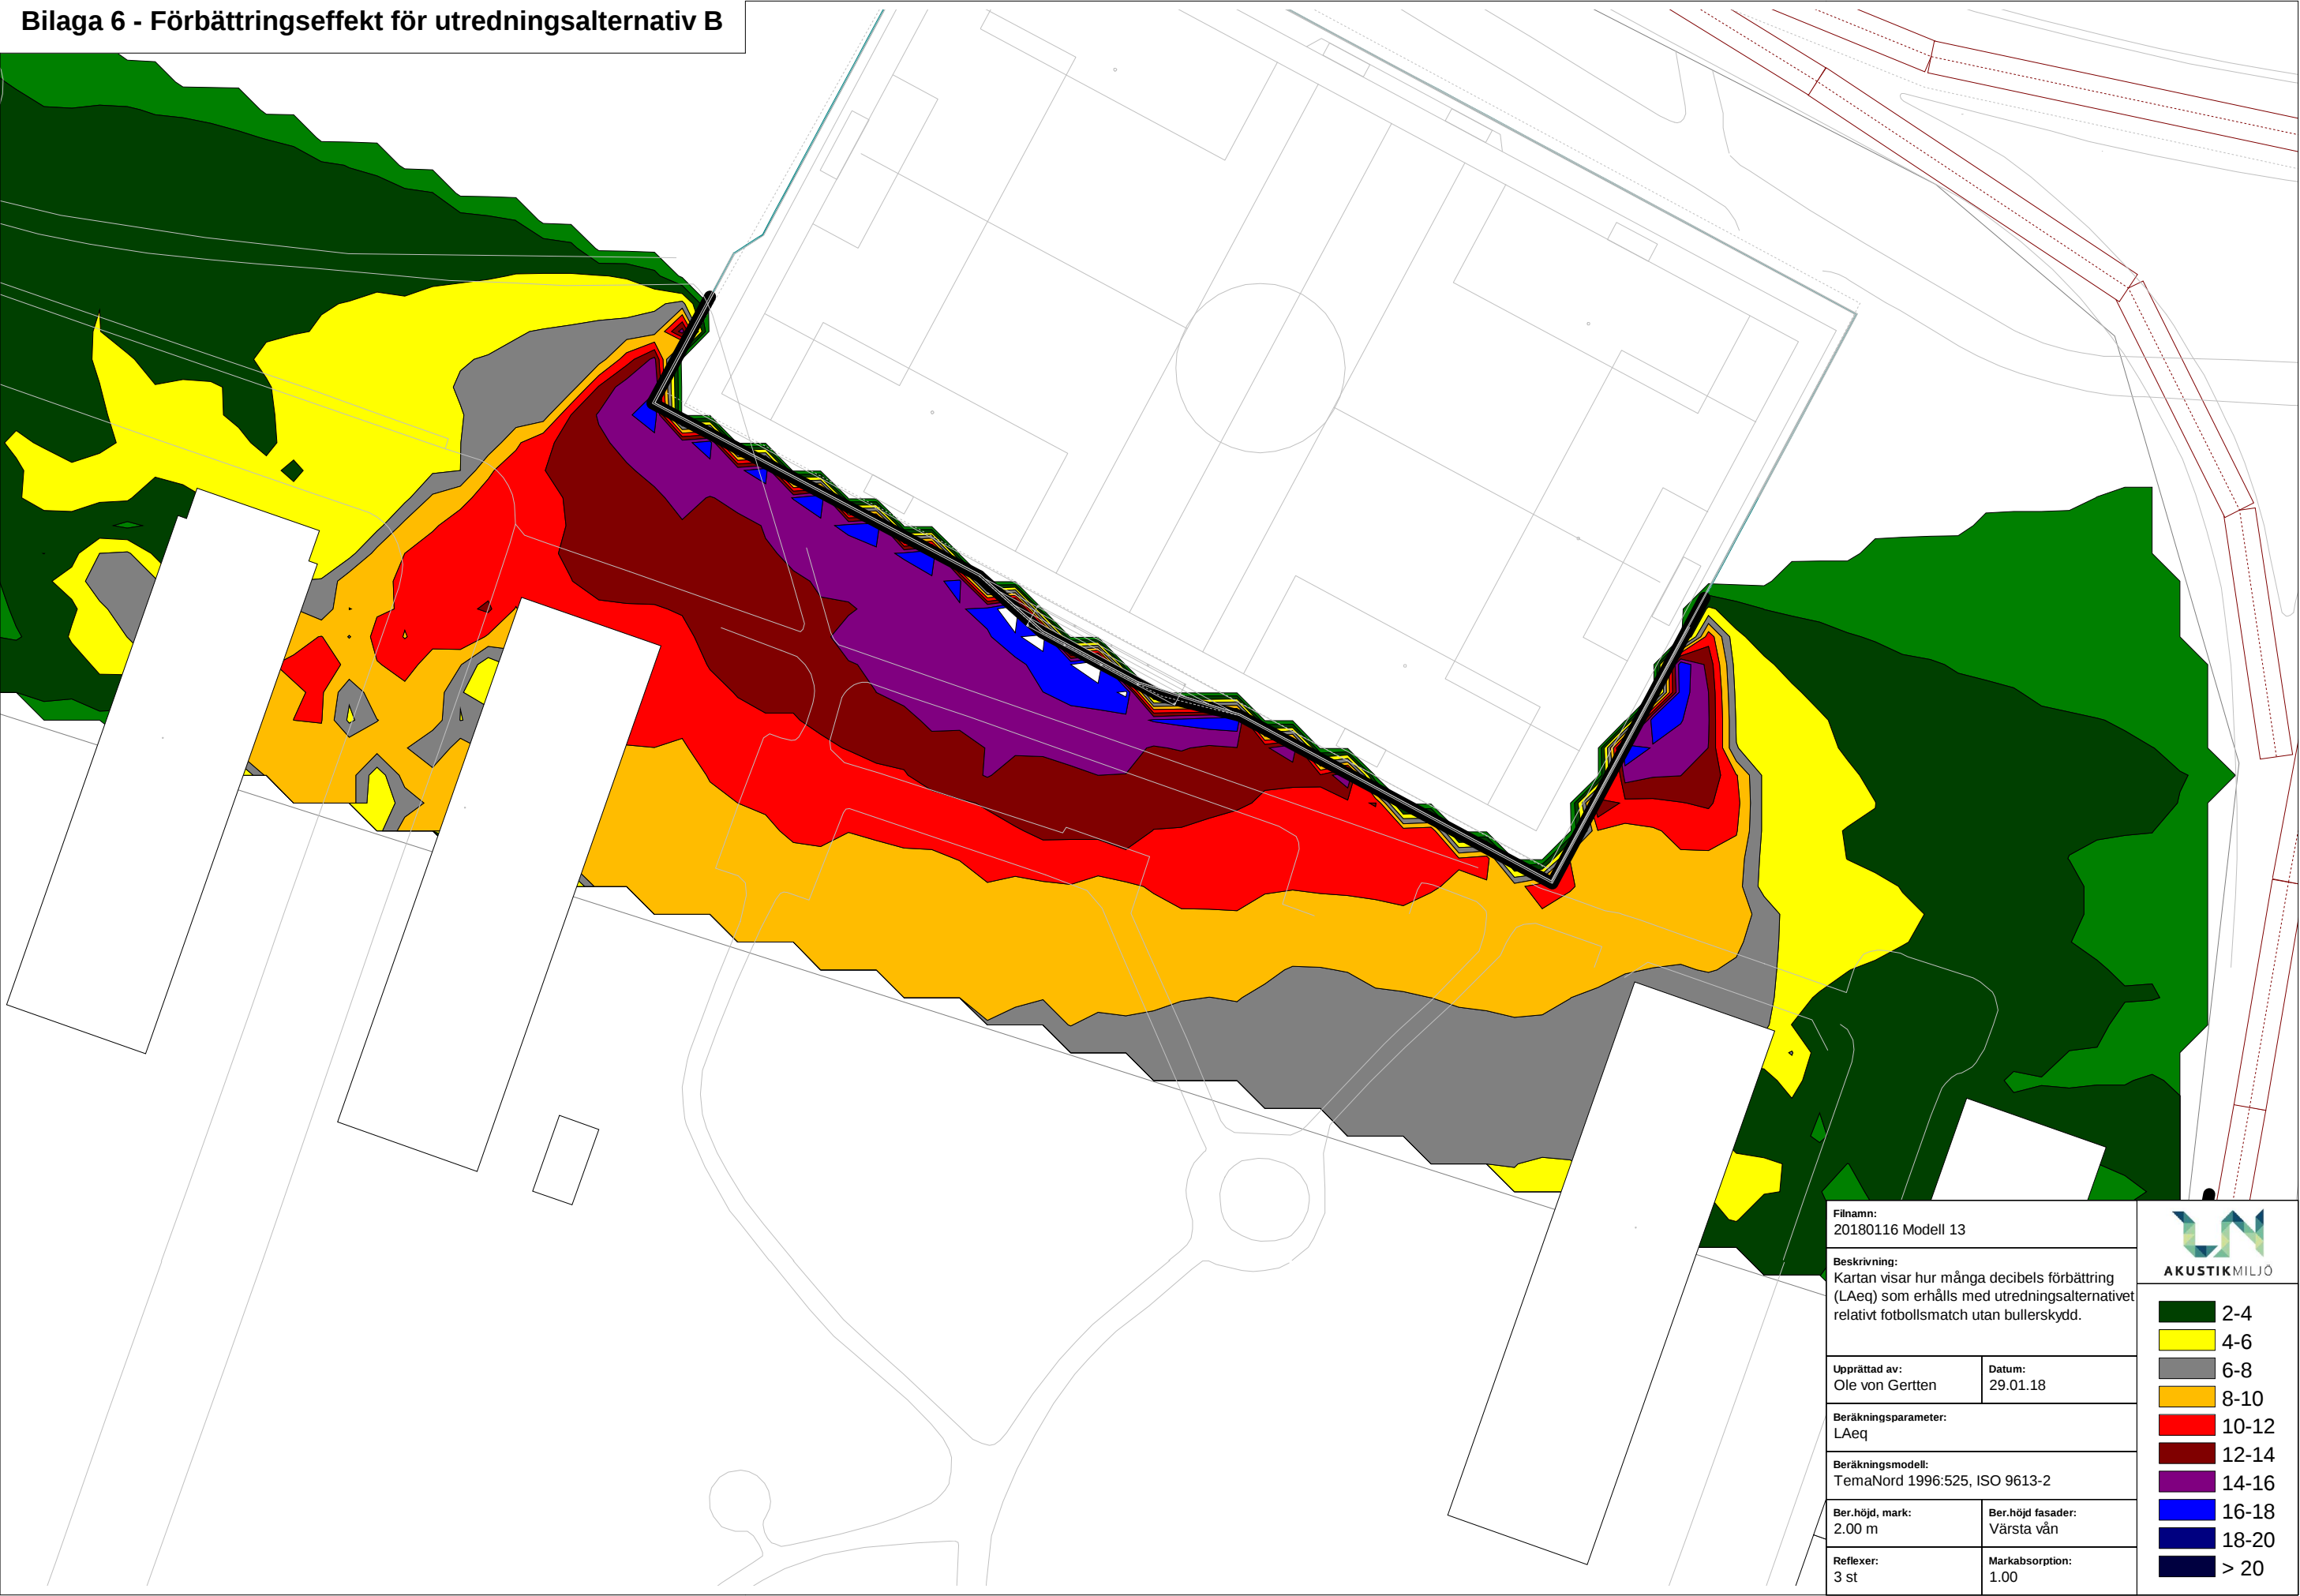 Bilaga 6 - Förbättringseffekt för utredningsalternativ B
Filnamn:
20180116 Modell 13
Beskrivning:
Kartan visar hur många decibels förbättring
(LAeq) som erhålls med utredningsalternativet
relativt fotbollsmatch utan bullerskydd.
Upprättad av:
Ole von Gertten
Datum:
29.01.18
Beräkningsparameter:
LAeq
Beräkningsmodell:
TemaNord 1996:525, ISO 9613-2
Ber.höjd, mark:
2.00 m
Ber.höjd fasader:
Värsta vån
Reflexer:
3 st
Markabsorption:
1.00
AKUSTIKMILJÖ
2-4
4-6
6-8
8-10
10-12
12-14
14-16
16-18
18-20
> 20